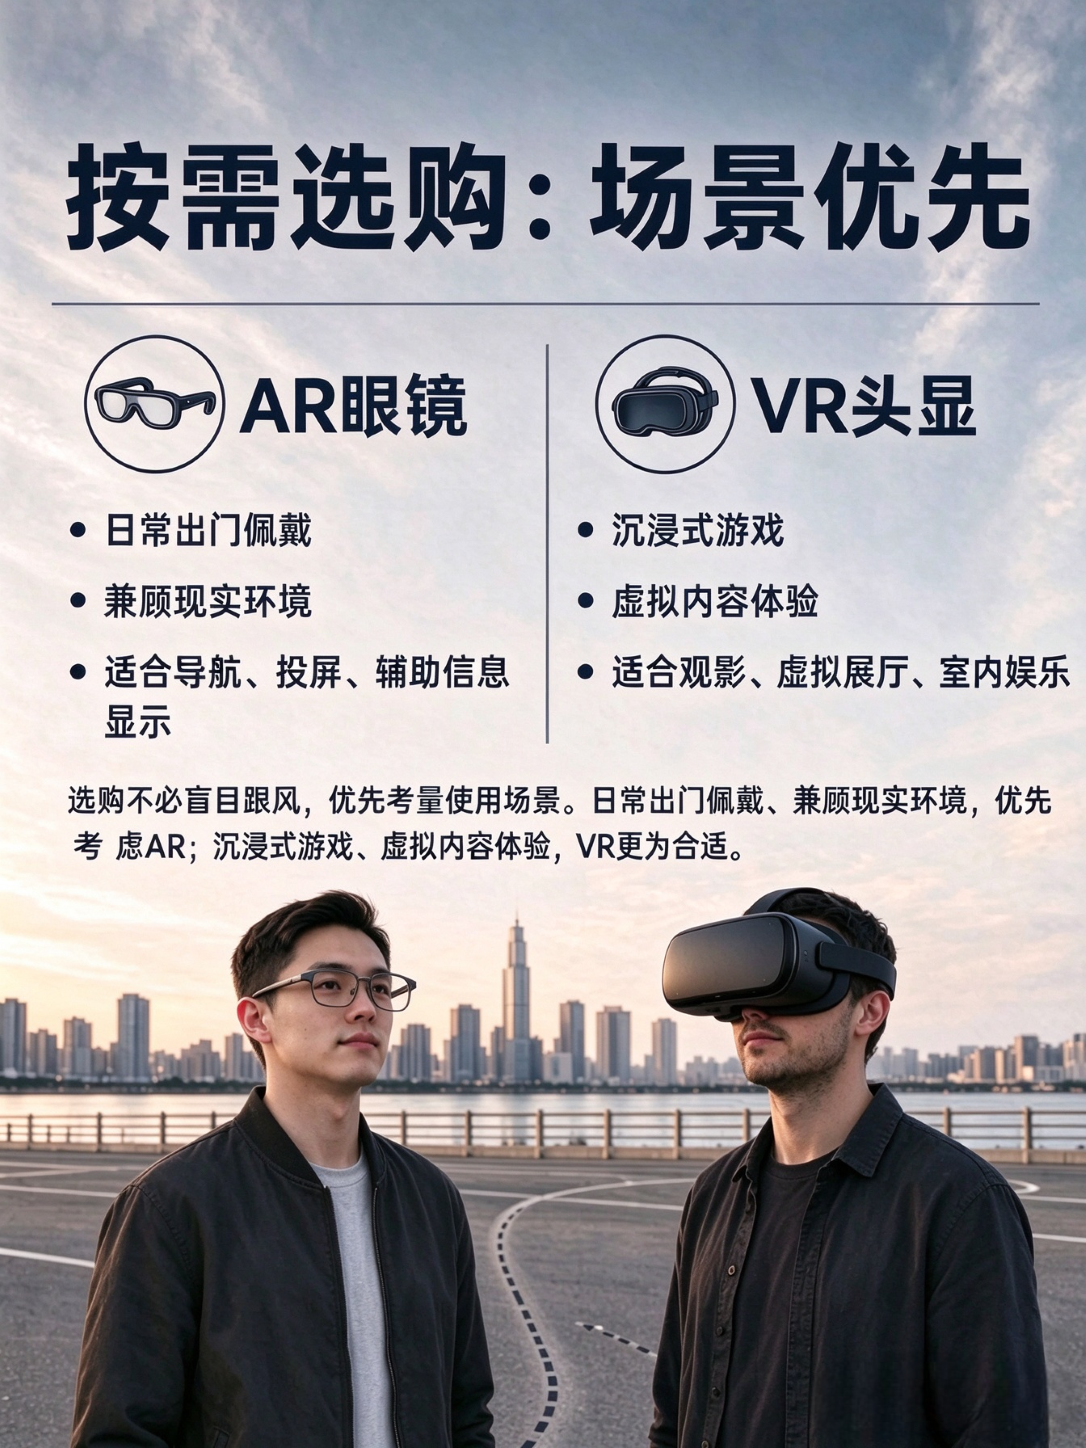 按需选购：场景优先
AR眼镜
日常出门佩戴
兼顾现实环境
适合导航、投屏、辅助信息
显示
VR头显
沉浸式游戏
虚拟内容体验
适合观影、虚拟展厅、室内娱乐
选购不必盲目跟风，优先考量使用场景。日常出门佩戴、兼顾现实环境，优先
考 虑AR；沉浸式游戏、虚拟内容体验，VR更为合适。